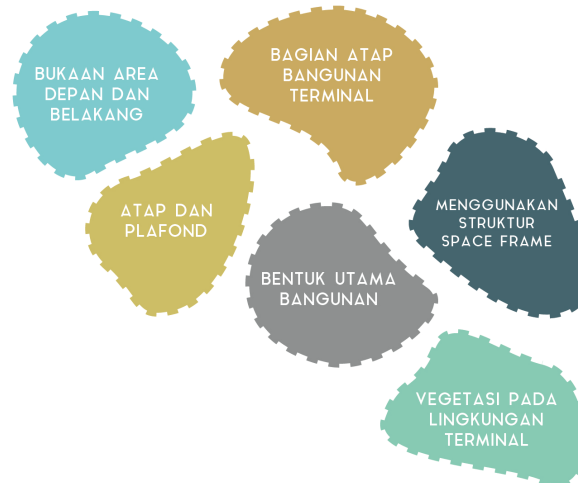 BUKAAN AREA
DEPAN DAN
BELAKANG
BAGIAN ATAP
BANGUNAN
TERMINAL
ATAP DAN
PLAFOND
MENGGUNAKAN
STRUKTUR
SPACE FRAME
BENTUK UTAMA
BANGUNAN
VEGETASI PADA
LINGKUNGAN
TERMINAL